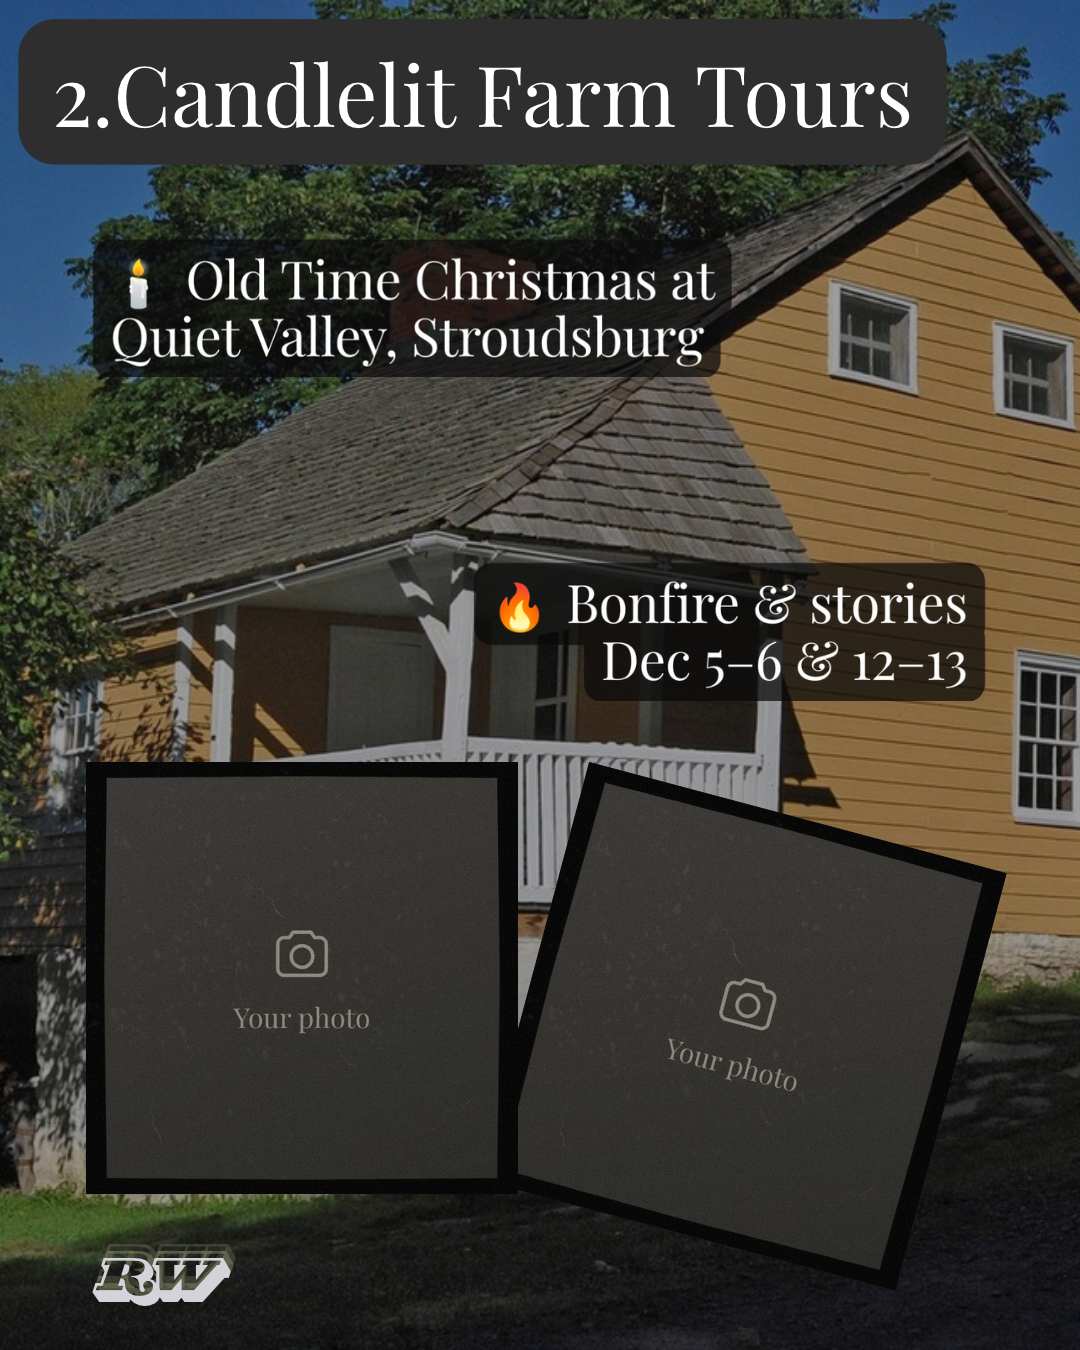 2.Candlelit Farm Tours
🕯️ Old Time Christmas at
Quiet Valley, Stroudsburg
🔥 Bonfire & stories
Dec 5–6 & 12–13
Your photo
Your photo
RW